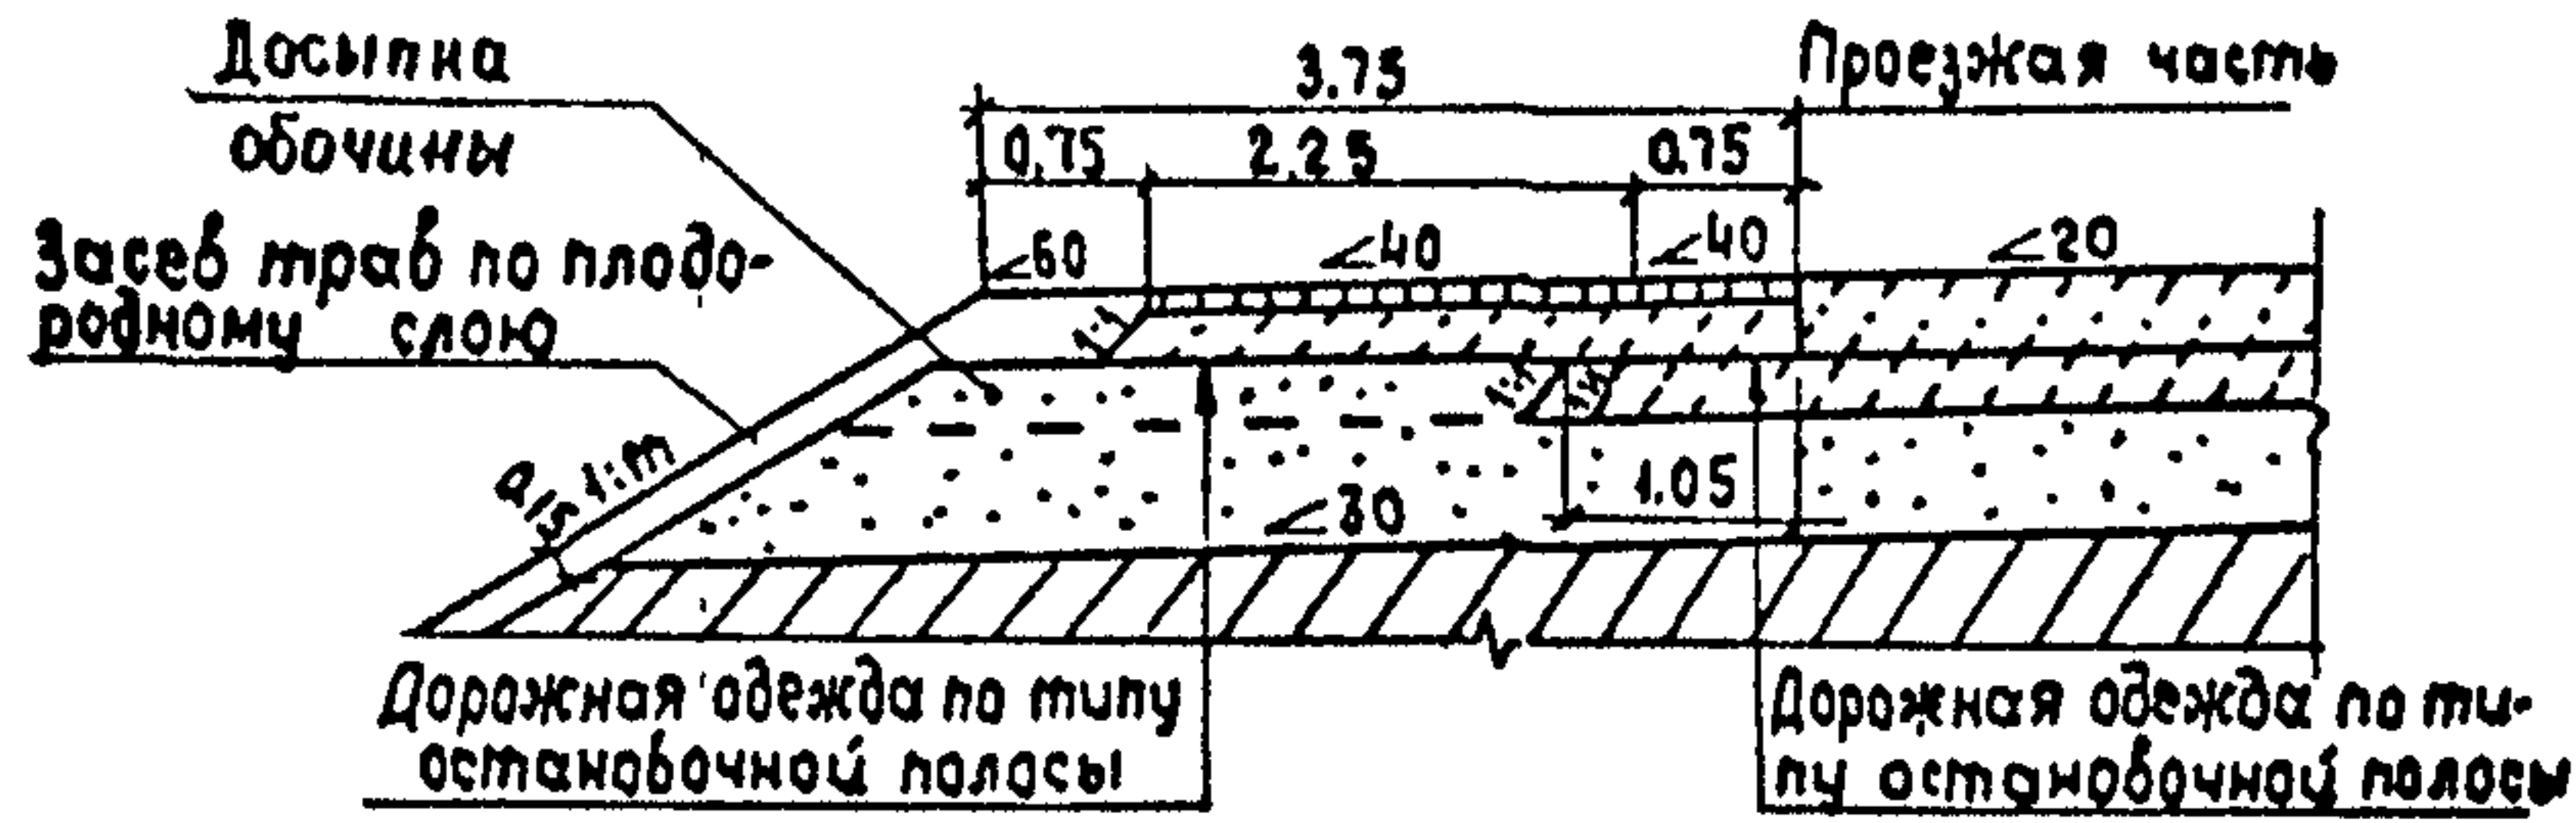 Досыпка
обочины
Засев трав по плодо-
родному слою
3.75
0.75 2.25 0.75
Проезжая часть
∠60 ∠40 ∠40 ∠20
1:1
1:1 1:1
0,15 1:m
∠30
1.05
Дорожная одежда по типу
остановочной полосы
Дорожная одежда по ти-
пу остановочной полосы